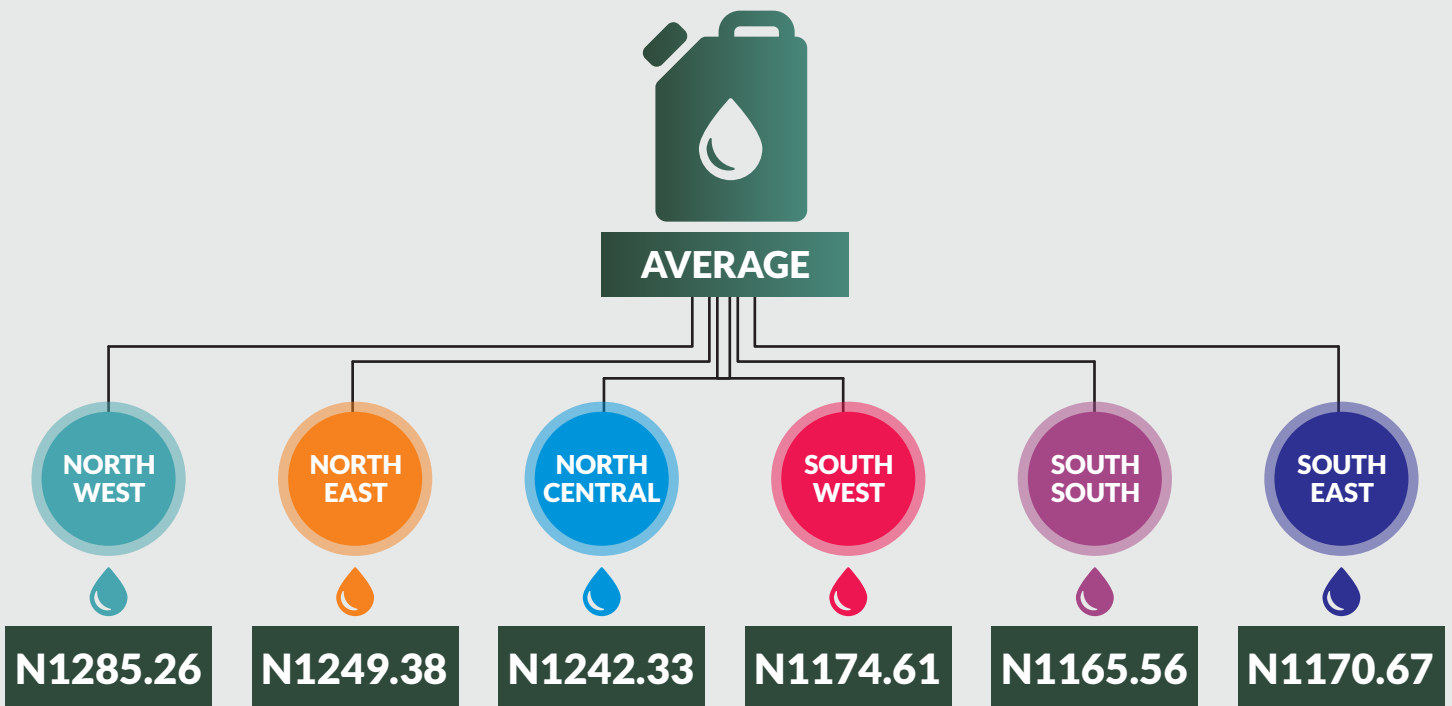 AVERAGE
NORTH
WEST
NORTH
EAST
NORTH
CENTRAL
SOUTH
WEST
SOUTH
SOUTH
SOUTH
EAST
N1285.26
N1249.38
N1242.33
N1174.61
N1165.56
N1170.67